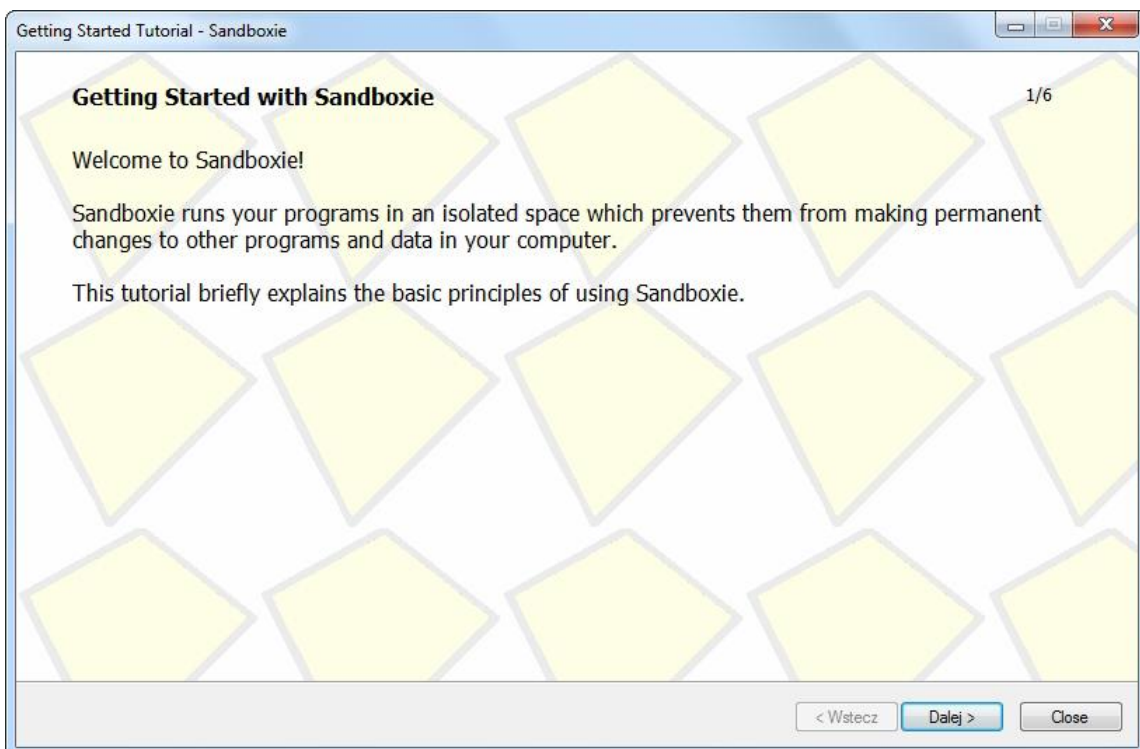 Getting Started Tutorial - Sandboxie
Getting Started with Sandboxie
1/6
Welcome to Sandboxie!
Sandboxie runs your programs in an isolated space which prevents them from making permanent
changes to other programs and data in your computer.
This tutorial briefly explains the basic principles of using Sandboxie.
< Wstecz
Dalej >
Close